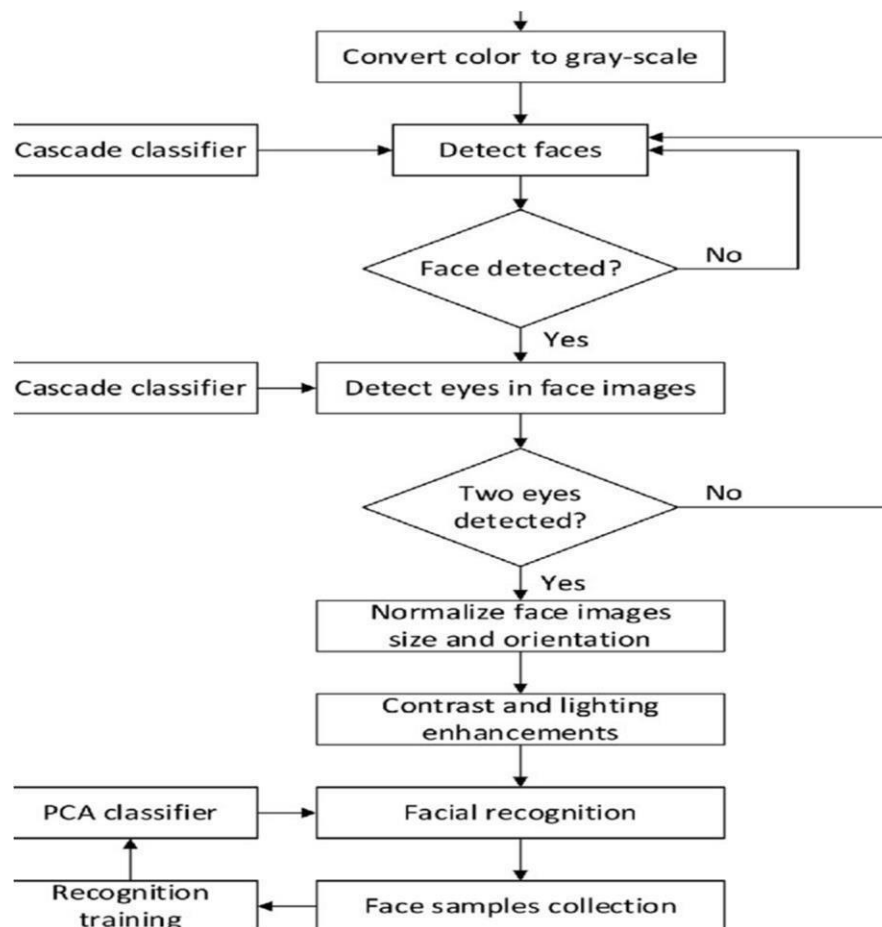 Convert color to gray-scale
Cascade classifier
Detect faces
Face detected?
No
Yes
Cascade classifier
Detect eyes in face images
Two eyes
detected?
No
Yes
Normalize face images
size and orientation
Contrast and lighting
enhancements
PCA classifier
Facial recognition
Recognition
training
Face samples collection